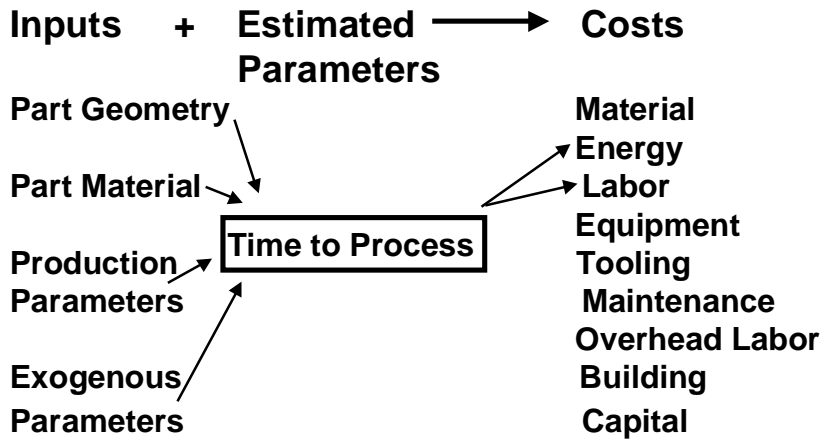 Inputs + Estimated Costs
Parameters
Part Geometry
Part Material
Production
Parameters
Exogenous
Parameters
Time to Process
Material
Energy
Labor
Equipment
Tooling
Maintenance
Overhead Labor
Building
Capital